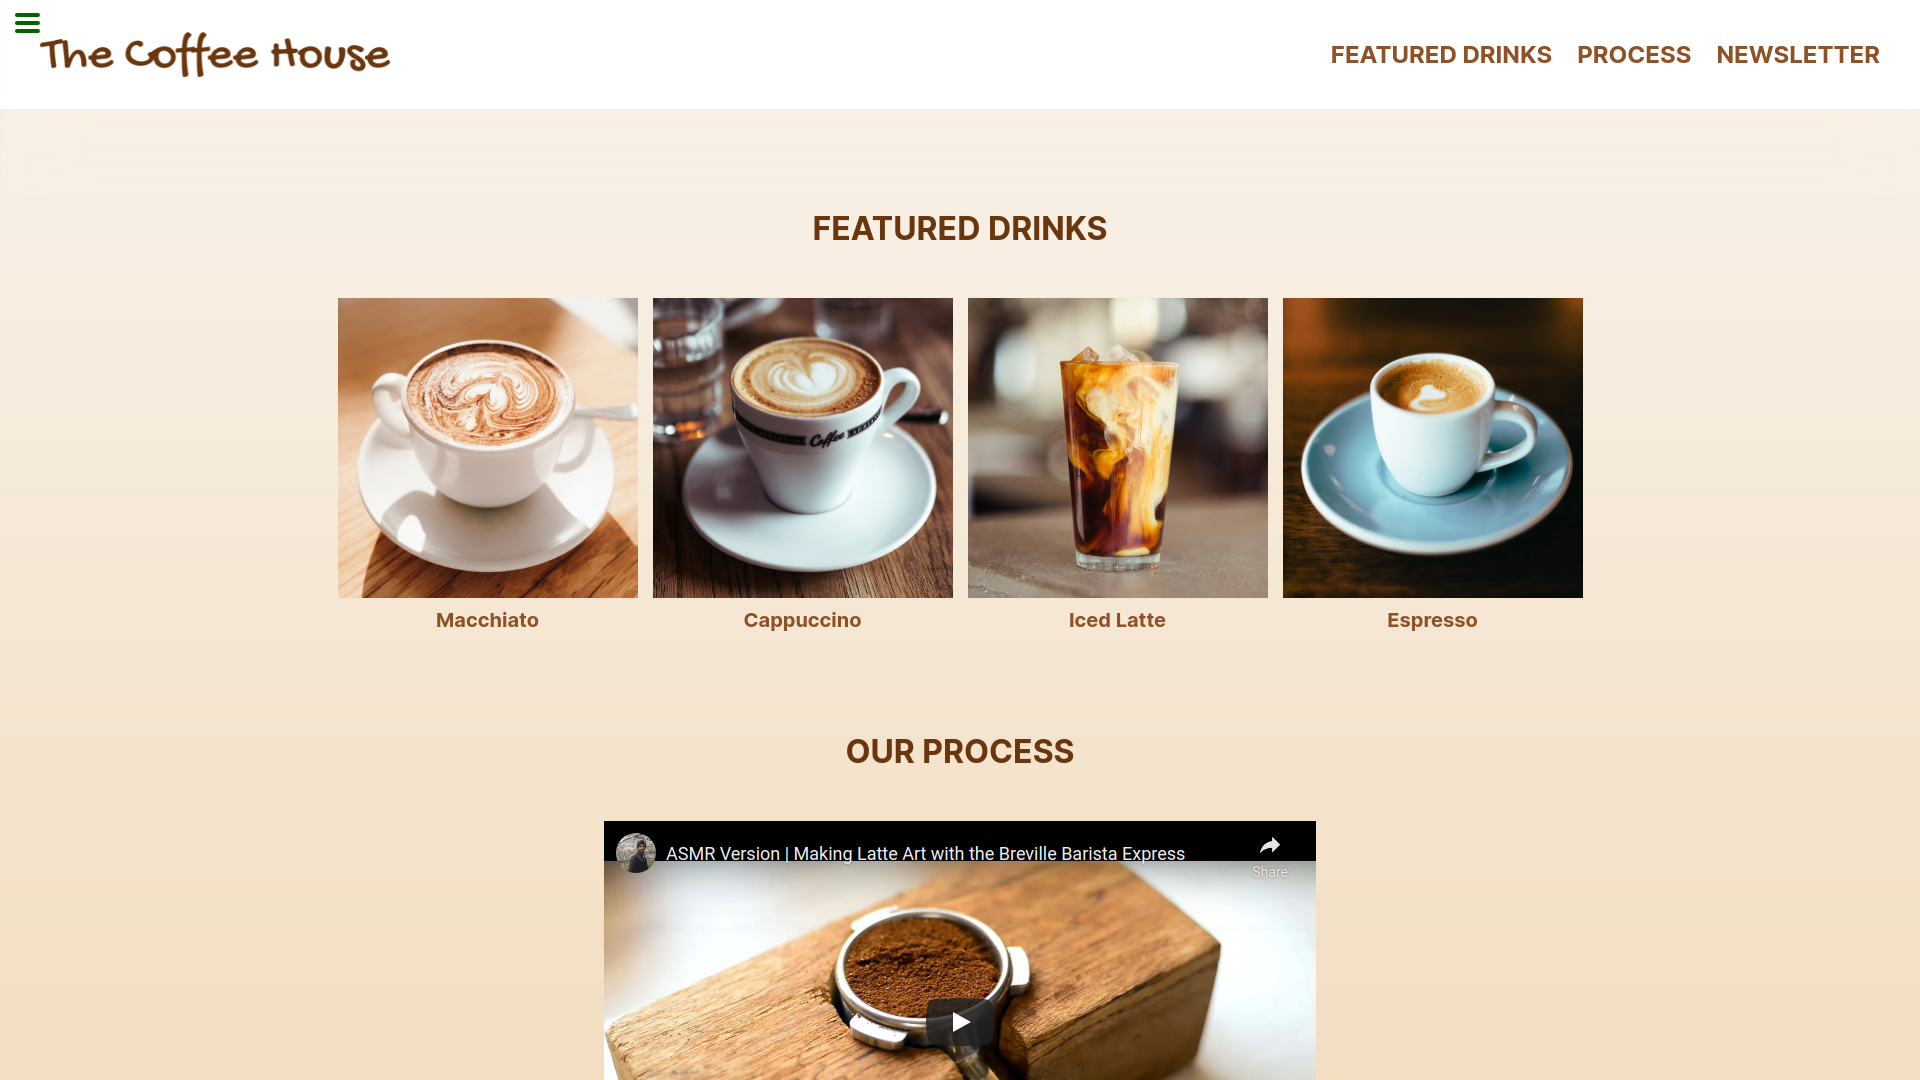 The Coffee House
FEATURED DRINKS PROCESS NEWSLETTER
FEATURED DRINKS
Coffee
Macchiato
Cappuccino
Iced Latte
Espresso
OUR PROCESS
ASMR Version | Making Latte Art with the Breville Barista Express
Share